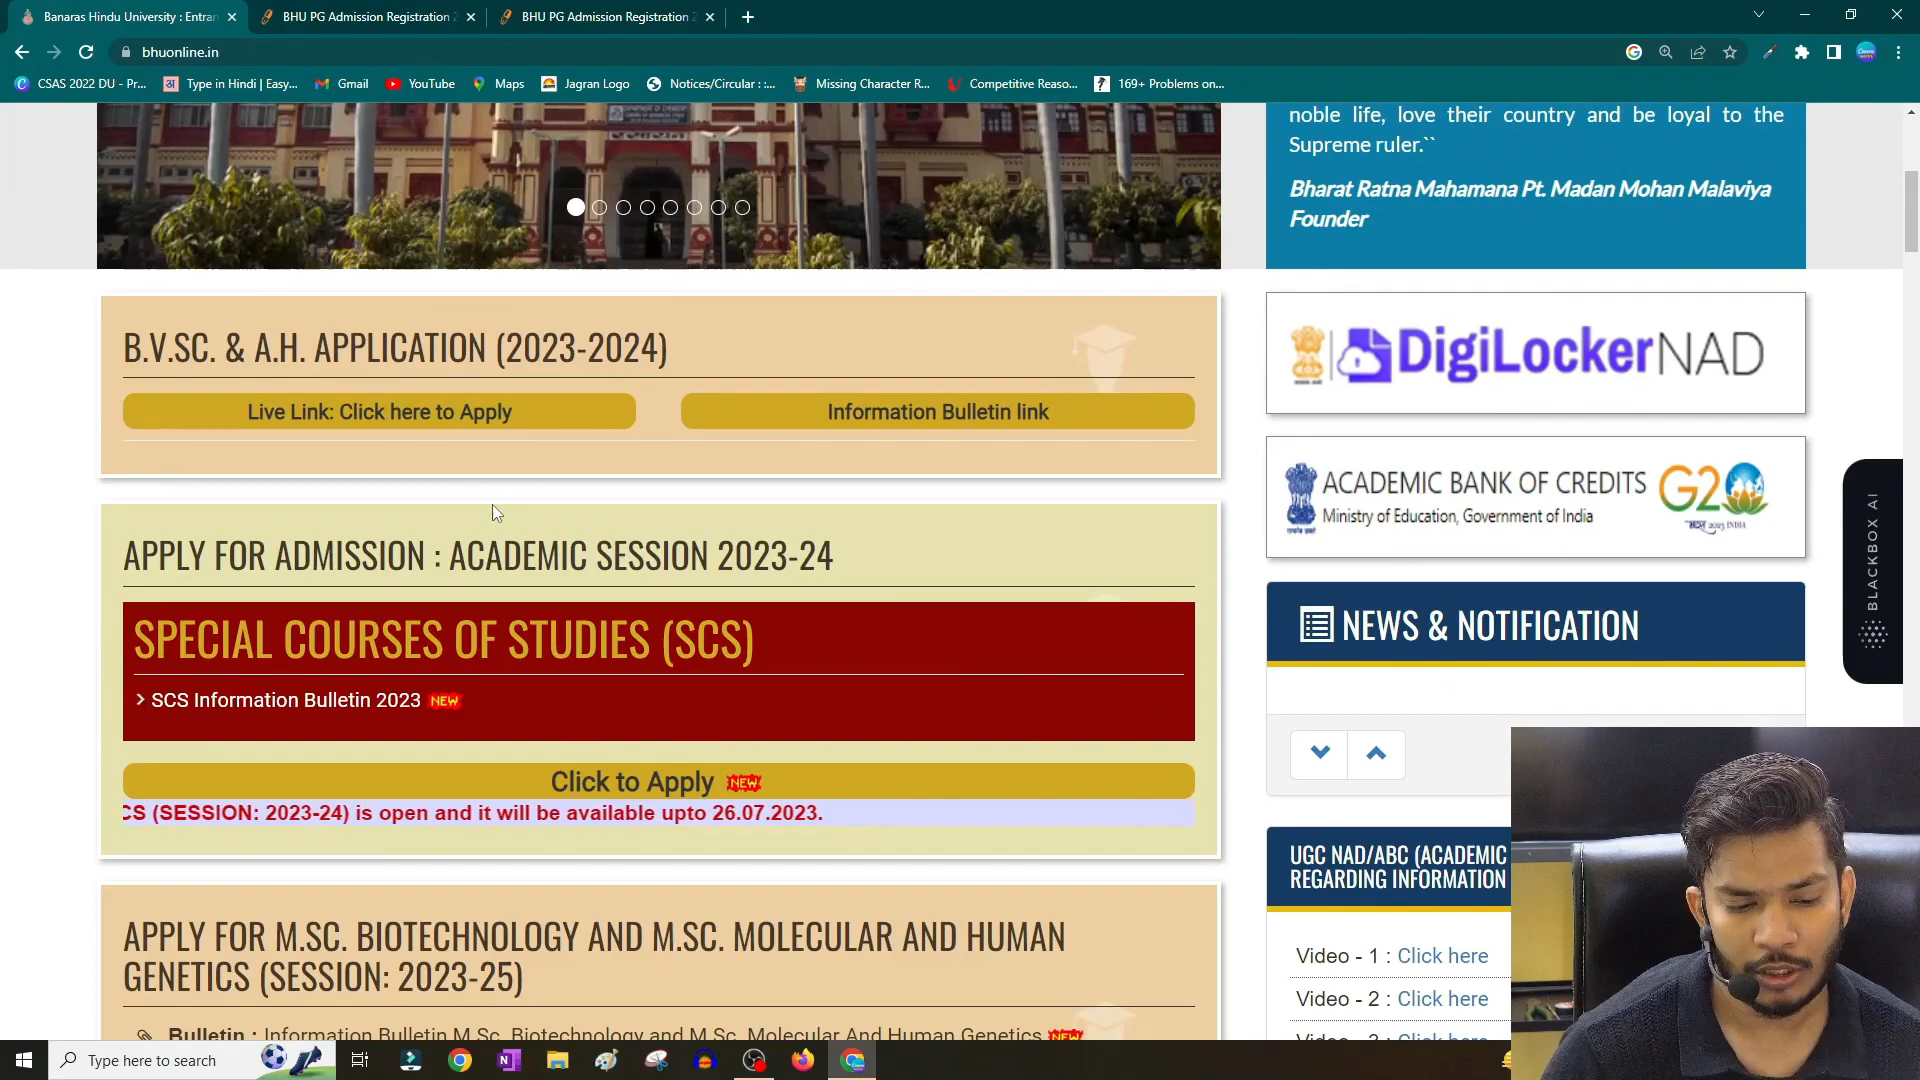 Banaras Hindu University : Entran
BHU PG Admission Registration 2
BHU PG Admission Registration 2
bhuonline.in
CSAS 2022 DU - Pr...
Type in Hindi | Easy...
Gmail
YouTube
Maps
Jagran Logo
Notices/Circular : :...
Missing Character R...
Competitive Reaso...
169+ Problems on...
noble life, love their country and be loyal to the
Supreme ruler.``
Bharat Ratna Mahamana Pt. Madan Mohan Malaviya
Founder
B.V.SC. & A.H. APPLICATION (2023-2024)
Live Link: Click here to Apply
Information Bulletin link
DigiLocker NAD
ACADEMIC BANK OF CREDITS
Ministry of Education, Government of India
G20
BLACKBOX AI
APPLY FOR ADMISSION : ACADEMIC SESSION 2023-24
SPECIAL COURSES OF STUDIES (SCS)
> SCS Information Bulletin 2023 NEW
Click to Apply NEW
CS (SESSION: 2023-24) is open and it will be available upto 26.07.2023.
NEWS & NOTIFICATION
UGC NAD/ABC (ACADEMIC
REGARDING INFORMATION
Video - 1 : Click here
Video - 2 : Click here
APPLY FOR M.SC. BIOTECHNOLOGY AND M.SC. MOLECULAR AND HUMAN
GENETICS (SESSION: 2023-25)
Bulletin : Information Bulletin M.Sc. Biotechnology and M.Sc. Molecular And Human Genetics NEW
Type here to search